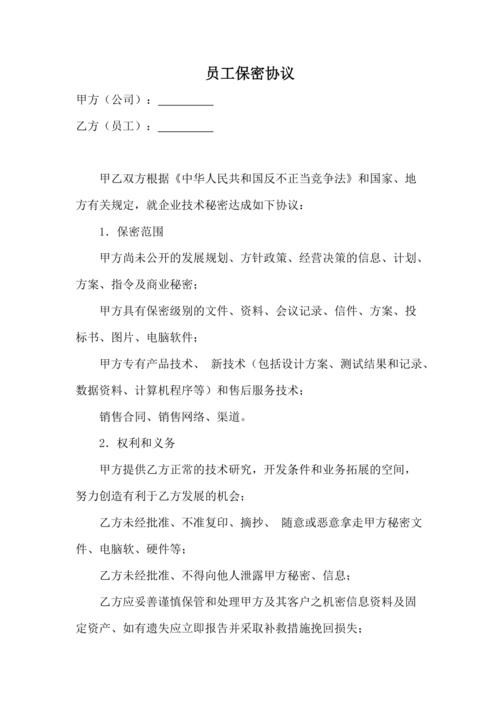 员工保密协议
甲方（公司）：
乙方（员工）：
甲乙双方根据《中华人民共和国反不正当竞争法》和国家、地
方有关规定，就企业技术秘密达成如下协议：
1．保密范围
甲方尚未公开的发展规划、方针政策、经营决策的信息、计划、
方案、指令及商业秘密；
甲方具有保密级别的文件、资料、会议记录、信件、方案、投
标书、图片、电脑软件；
甲方专有产品技术、 新技术（包括设计方案、测试结果和记录、
数据资料、计算机程序等）和售后服务技术；
销售合同、销售网络、渠道。
2．权利和义务
甲方提供乙方正常的技术研究，开发条件和业务拓展的空间，
努力创造有利于乙方发展的机会；
乙方未经批准、不准复印、摘抄、 随意或恶意拿走甲方秘密文
件、电脑软、硬件等；
乙方未经批准、不得向他人泄露甲方秘密、信息；
乙方应妥善谨慎保管和处理甲方及其客户之机密信息资料及固
定资产、如有遗失应立即报告并采取补救措施挽回损失；